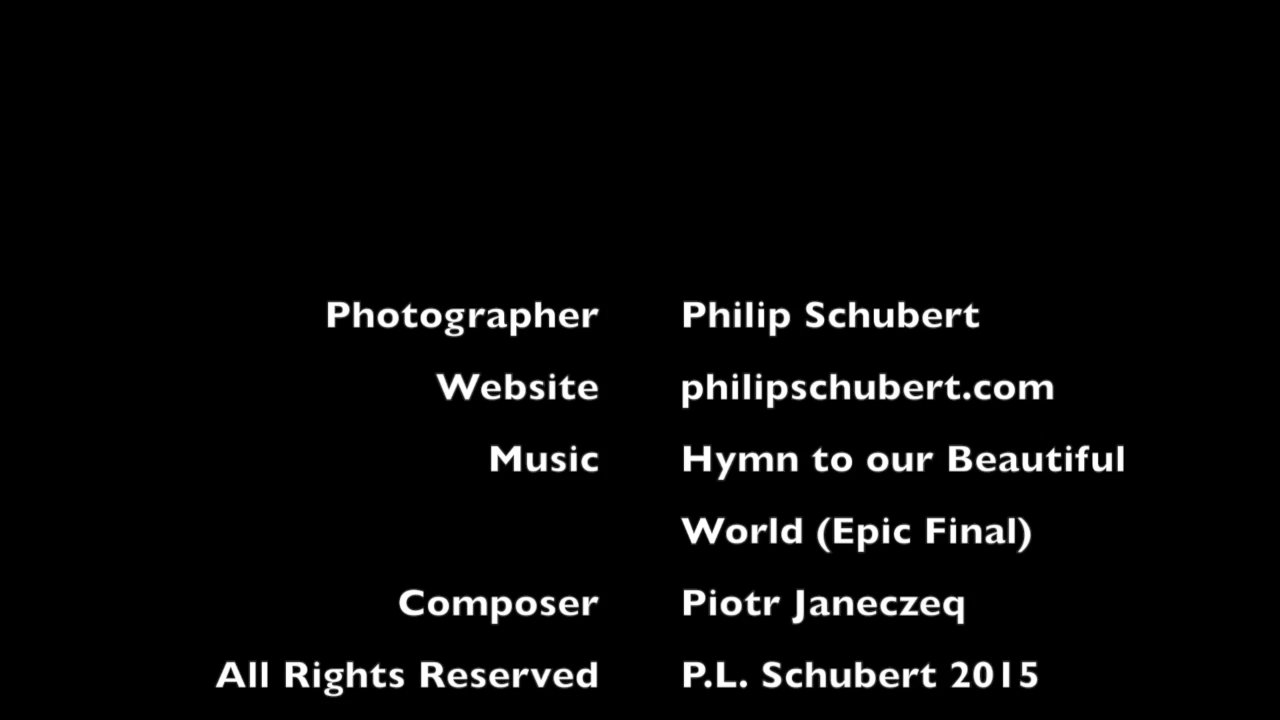 Photographer Philip Schubert
Website philipschubert.com
Music Hymn to our Beautiful
World (Epic Final)
Composer Piotr Janeczeq
All Rights Reserved P.L. Schubert 2015